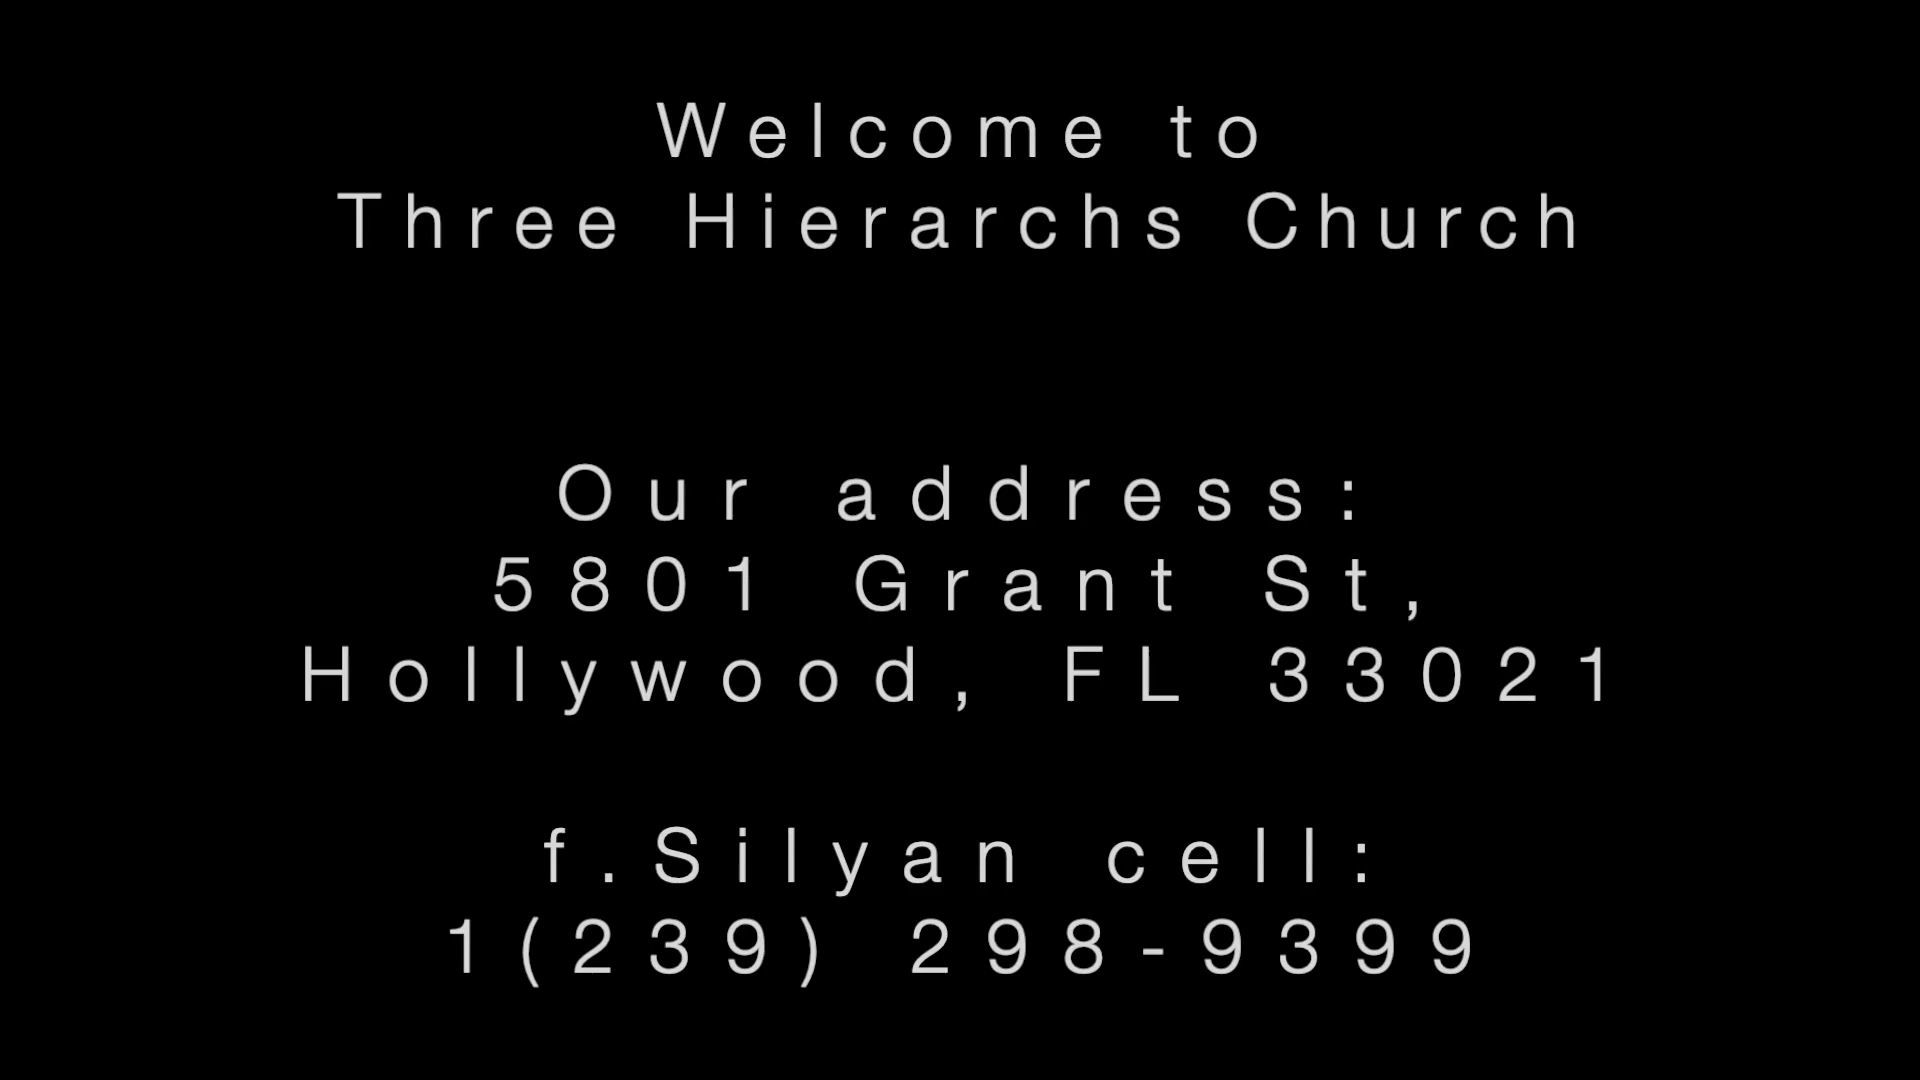 Welcome to
Three Hierarchs Church
Our address:
5801 Grant St,
Hollywood, FL 33021
f.Silyan cell:
1(239) 298-9399